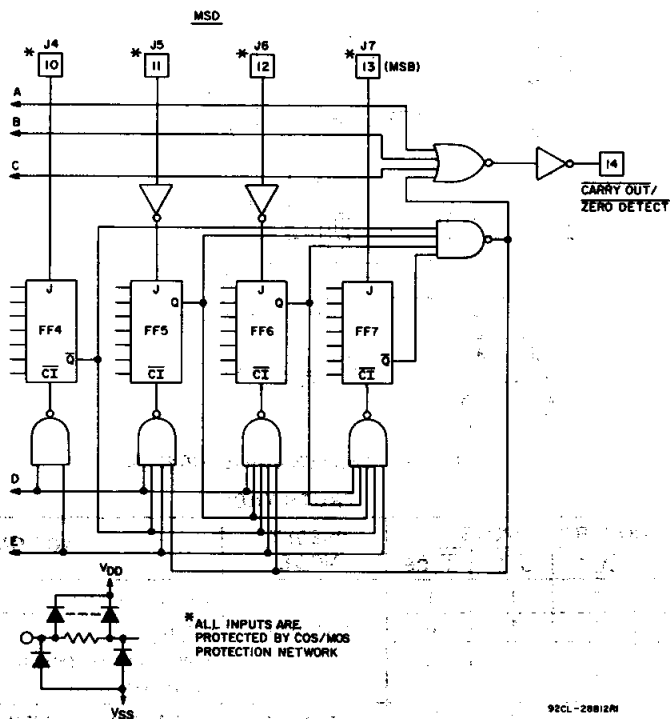 MSD
* J4
10
* J5
11
* J6
12
* J7
13 (MSB)
A
B
C
14
CARRY OUT/
ZERO DETECT
J
FF4
Q
CI
J
Q
FF5
CI
J
Q
FF6
CI
J
FF7
Q
CI
D
E
VDD
VSS
* ALL INPUTS ARE
PROTECTED BY COS/MOS
PROTECTION NETWORK
92CL-28812R1